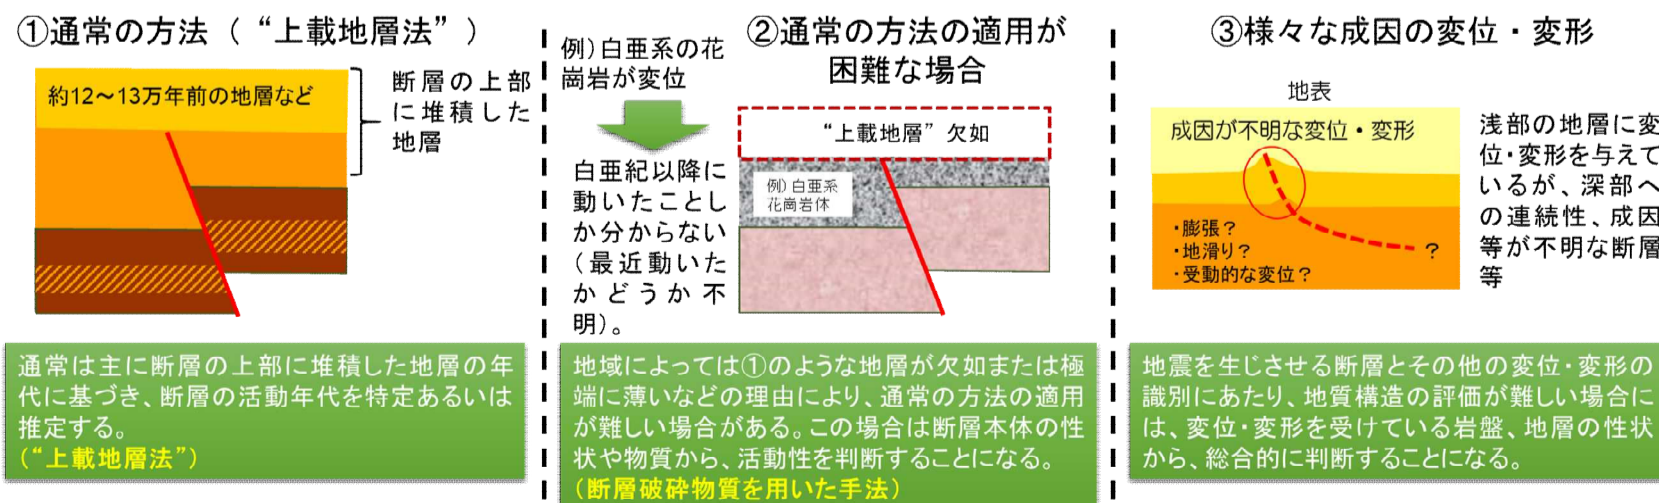 ①通常の方法（“上載地層法”）
約12～13万年前の地層など
断層の上部
に堆積した
地層
通常は主に断層の上部に堆積した地層の年
代に基づき、断層の活動年代を特定あるいは
推定する。
（“上載地層法”）
②通常の方法の適用が
困難な場合
例）白亜系の花
崗岩が変位
白亜紀以降に
動いたことし
か分からない
（最近動いた
かどうか不
明）。
“上載地層” 欠如
例）白亜系
花崗岩体
地域によっては①のような地層が欠如または極
端に薄いなどの理由により、通常の方法の適用
が難しい場合がある。この場合は断層本体の性
状や物質から、活動性を判断することになる。
（断層破砕物質を用いた手法）
③様々な成因の変位・変形
地表
成因が不明な変位・変形
・膨張？
・地滑り？
・受動的な変位？
？
浅部の地層に変
位・変形を与えて
いるが、深部へ
の連続性、成因
等が不明な断層
等
地震を生じさせる断層とその他の変位・変形の
識別にあたり、地質構造の評価が難しい場合に
は、変位・変形を受けている岩盤、地層の性状
から、総合的に判断することになる。